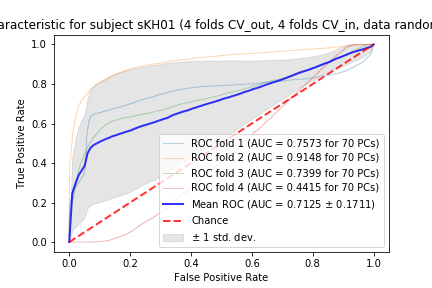 aracteristic for subject sKH01 (4 folds CV_out, 4 folds CV_in, data randor
1.0
0.8
0.6
0.4
0.2
0.0
True Positive Rate
ROC fold 1 (AUC = 0.7573 for 70 PCs)
ROC fold 2 (AUC = 0.9148 for 70 PCs)
ROC fold 3 (AUC = 0.7399 for 70 PCs)
ROC fold 4 (AUC = 0.4415 for 70 PCs)
Mean ROC (AUC = 0.7125 ± 0.1711)
Chance
± 1 std. dev.
0.0 0.2 0.4 0.6 0.8 1.0
False Positive Rate